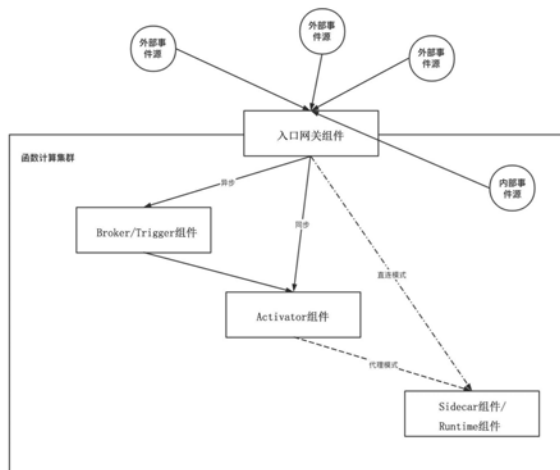 外部事
件源
外部事
件源
外部事
件源
入口网关组件
函数计算集群
内部事
件源
异步
同步
Broker/Trigger组件
直连模式
Activator组件
代理模式
Sidecar组件/
Runtime组件